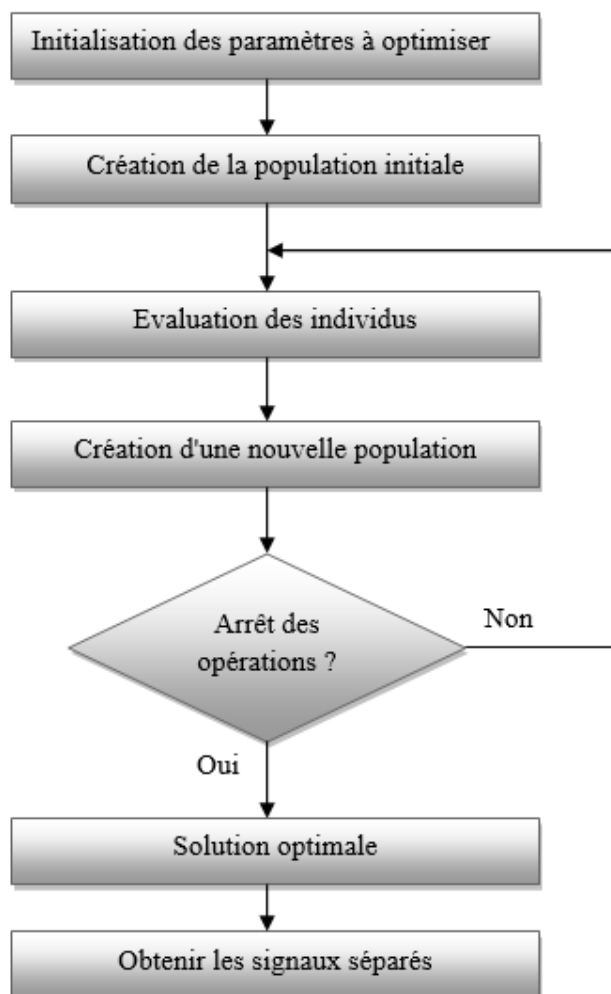 Initialisation des paramètres à optimiser
Création de la population initiale
Evaluation des individus
Création d'une nouvelle population
Arrêt des
opérations ?
Non
Oui
Solution optimale
Obtenir les signaux séparés